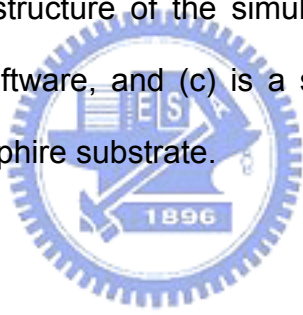 structure of the simul
ftware, and (c) is a s
phire substrate.
E S A
1896